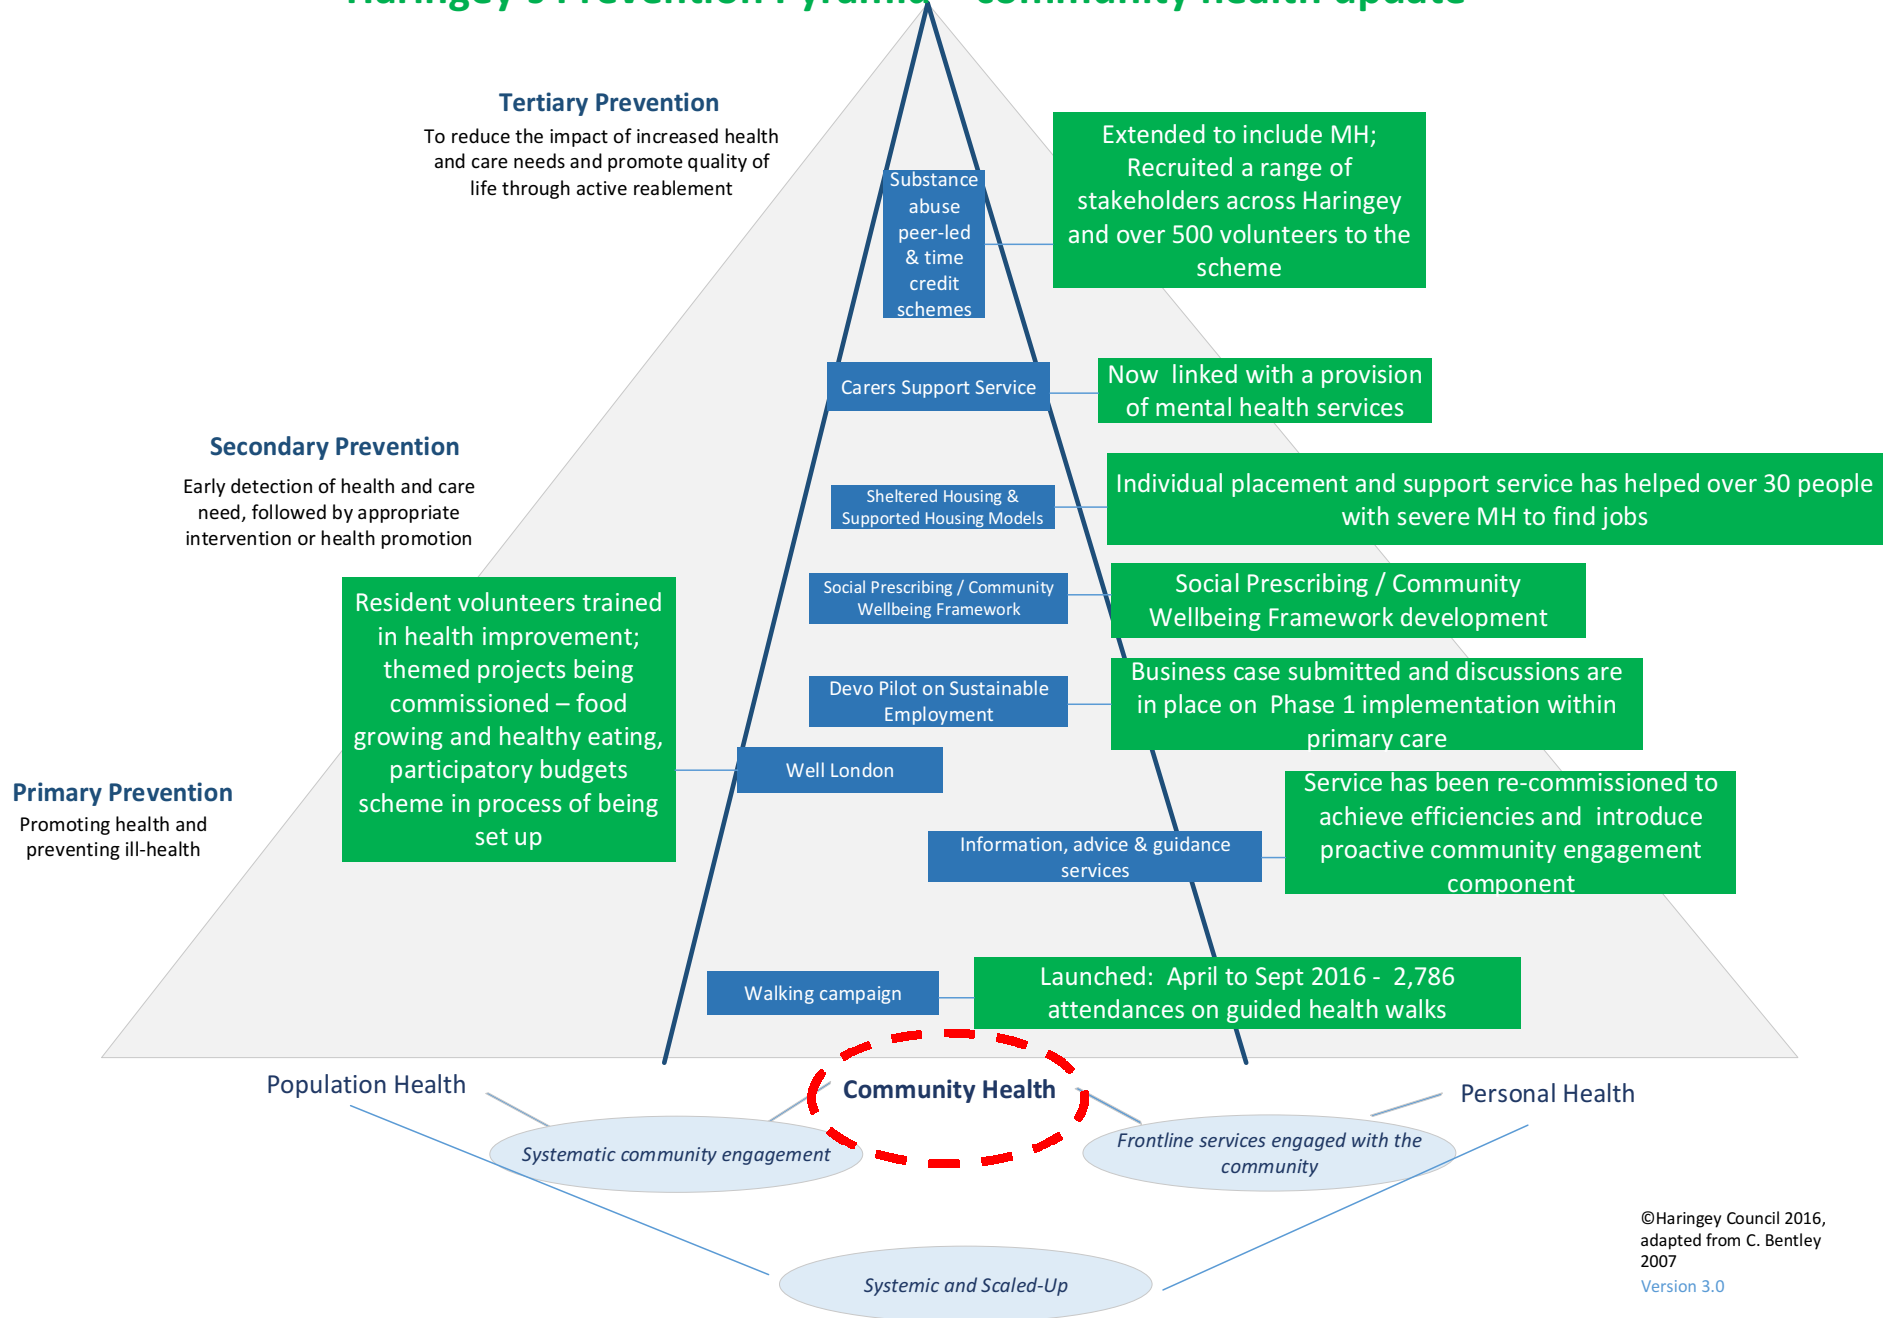 Haringey's Prevention Pyramid – community health update
Tertiary Prevention
To reduce the impact of increased health
and care needs and promote quality of
life through active reablement
Substance
abuse
peer-led
& time
credit
schemes
Extended to include MH;
Recruited a range of
stakeholders across Haringey
and over 500 volunteers to the
scheme
Carers Support Service
Now  linked with a provision
of mental health services
Secondary Prevention
Early detection of health and care
need, followed by appropriate
intervention or health promotion
Sheltered Housing &
Supported Housing Models
Individual placement and support service has helped over 30 people
with severe MH to find jobs
Social Prescribing / Community
Wellbeing Framework
Social Prescribing / Community
Wellbeing Framework development
Resident volunteers trained
in health improvement;
themed projects being
commissioned – food
growing and healthy eating,
participatory budgets
scheme in process of being
set up
Devo Pilot on Sustainable
Employment
Business case submitted and discussions are
in place on  Phase 1 implementation within
primary care
Well London
Primary Prevention
Promoting health and
preventing ill-health
Information, advice & guidance
services
Service has been re-commissioned to
achieve efficiencies and  introduce
proactive community engagement
component
Walking campaign
Launched:  April to Sept 2016 -  2,786
attendances on guided health walks
Population Health
Community Health
Personal Health
Systematic community engagement
Frontline services engaged with the
community
Systemic and Scaled-Up
©Haringey Council 2016,
adapted from C. Bentley
2007
Version 3.0